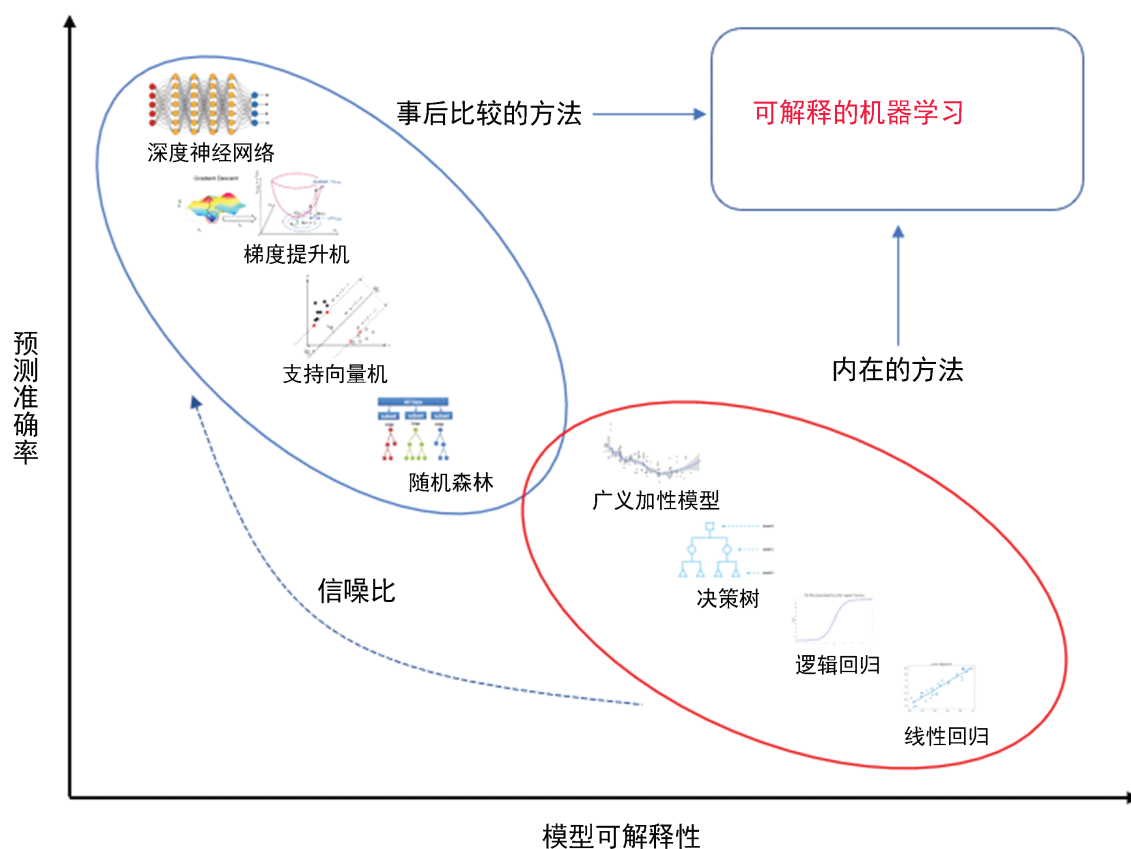 深度神经网络
事后比较的方法
可解释的机器学习
Gradient Descent
梯度提升机
支持向量机
预测准确率
内在的方法
随机森林
广义加性模型
信噪比
决策树
逻辑回归
线性回归
模型可解释性